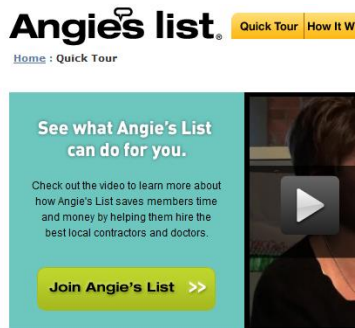 Angie's list®
Quick Tour How It W
Home : Quick Tour
See what Angie's List
can do for you.
Check out the video to learn more about
how Angie's List saves members time
and money by helping them hire the
best local contractors and doctors.
Join Angie's List >>